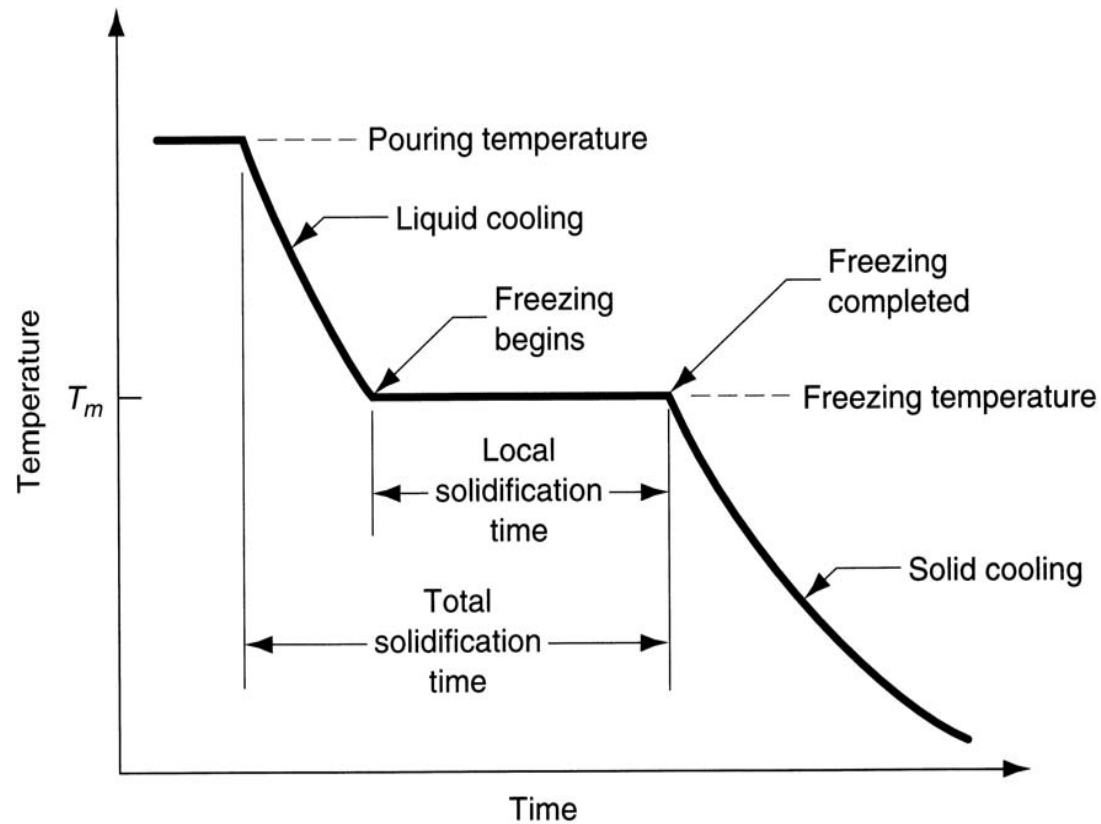 Pouring temperature
Liquid cooling
Freezing
begins
Freezing
completed
Temperature
Tm
Freezing temperature
Local
solidification
time
Solid cooling
Total
solidification
time
Time